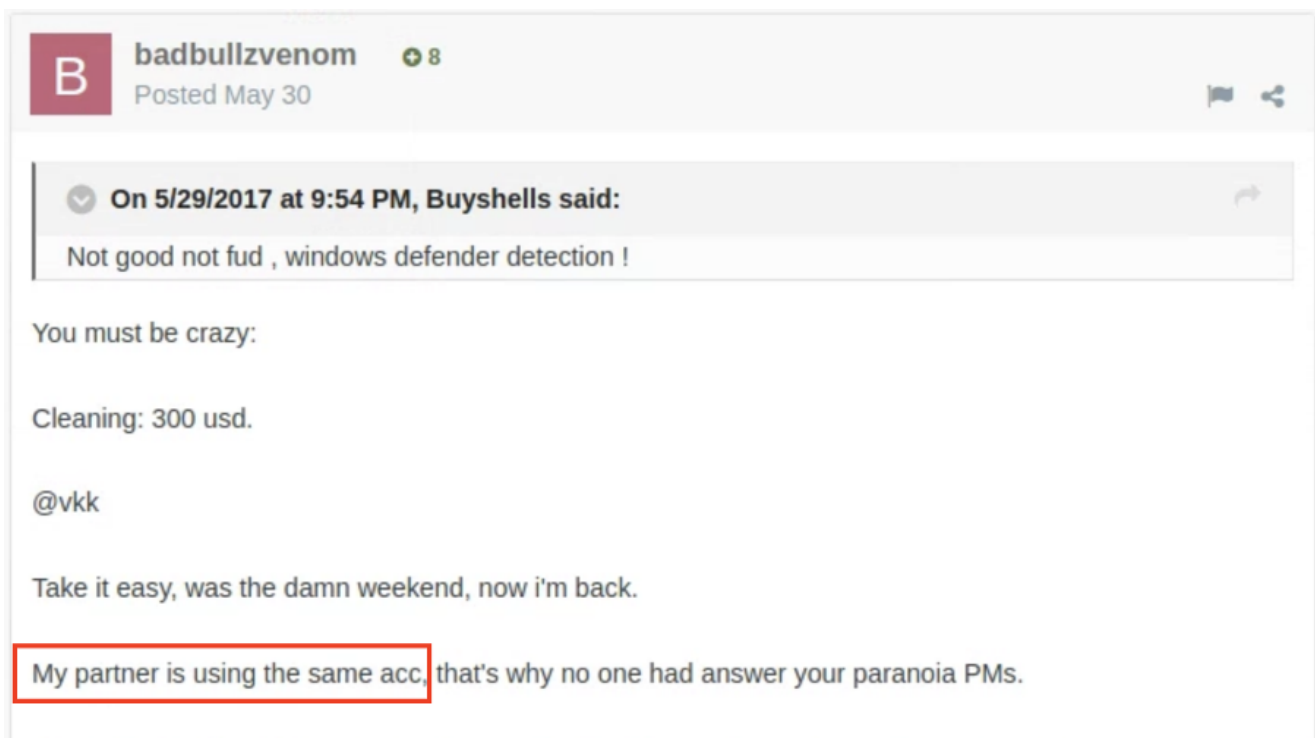 B
badbullzvenom 8
Posted May 30
On 5/29/2017 at 9:54 PM, Buyshells said:
Not good not fud , windows defender detection !
You must be crazy:
Cleaning: 300 usd.
@vkk
Take it easy, was the damn weekend, now i'm back.
My partner is using the same acc, that's why no one had answer your paranoia PMs.